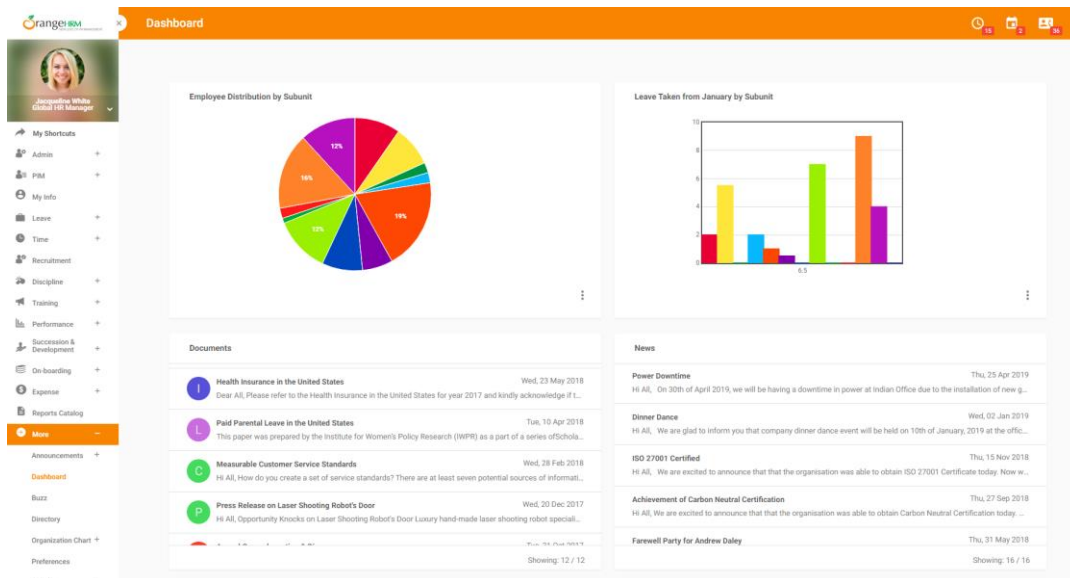 OrangeHRM
×
Dashboard
15
2
56
Jacqueline White
Global HR Manager
My Shortcuts
Admin +
PIM +
My Info
Leave +
Time +
Recruitment
Discipline +
Training +
Performance +
Succession &
Development +
On-boarding +
Expense +
Reports Catalog
More −
Announcements +
Dashboard
Buzz
Directory
Organization Chart +
Preferences
Employee Distribution by Subunit
12%
16%
19%
12%
Leave Taken from January by Subunit
10
8
6
4
2
0
6.5
Documents
I
Health Insurance in the United States Wed, 23 May 2018
Dear All, Please refer to the Health Insurance in the United States for year 2017 and kindly acknowledge if t...
L
Paid Parental Leave in the United States Tue, 10 Apr 2018
This paper was prepared by the Institute for Women's Policy Research (IWPR) as a part of a series ofSchola...
C
Measurable Customer Service Standards Wed, 28 Feb 2018
Hi All, How do you create a set of service standards? There are at least seven potential sources of informati...
P
Press Release on Laser Shooting Robot's Door Wed, 20 Dec 2017
Hi All, Opportunity Knocks on Laser Shooting Robot's Door Luxury hand-made laser shooting robot speciali...
Showing: 12 / 12
News
Power Downtime Thu, 25 Apr 2019
Hi All, On 30th of April 2019, we will be having a downtime in power at Indian Office due to the installation of new g...
Dinner Dance Wed, 02 Jan 2019
Hi All, We are glad to inform you that company dinner dance event will be held on 10th of January, 2019 at the offic...
ISO 27001 Certified Thu, 15 Nov 2018
Hi All, We are excited to announce that that the organisation was able to obtain ISO 27001 Certificate today. Now w...
Achievement of Carbon Neutral Certification Thu, 27 Sep 2018
Hi All, We are excited to announce that that the organisation was able to obtain Carbon Neutral Certification today. ...
Farewell Party for Andrew Daley Thu, 31 May 2018
Showing: 16 / 16